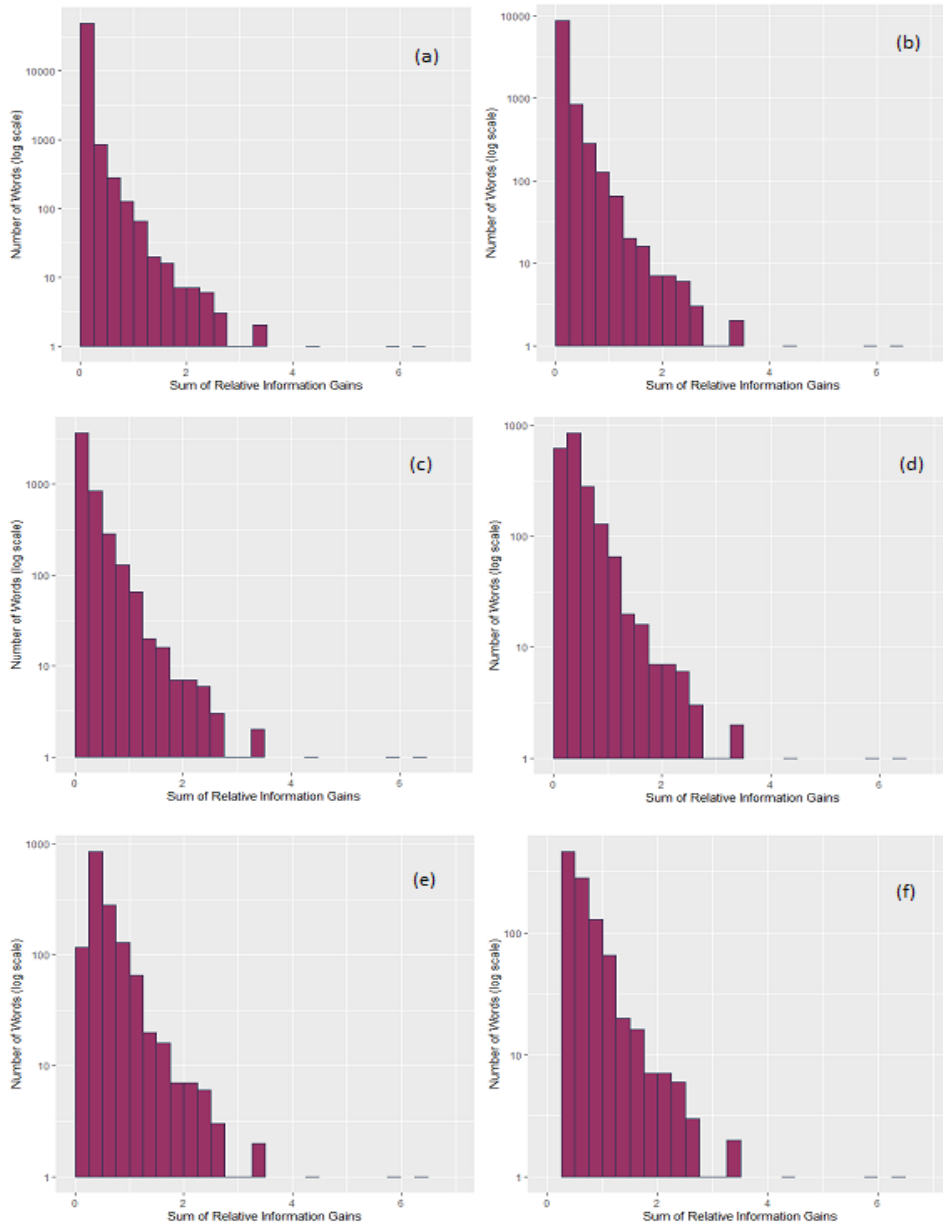 (a)
Number of Words (log scale)
10000
1000
100
10
1
0 2 4 6
Sum of Relative Information Gains
(b)
Number of Words (log scale)
10000
1000
100
10
1
0 2 4 6
Sum of Relative Information Gains
(c)
Number of Words (log scale)
1000
100
10
1
0 2 4 6
Sum of Relative Information Gains
(d)
Number of Words (log scale)
1000
100
10
1
0 2 4 6
Sum of Relative Information Gains
(e)
Number of Words (log scale)
1000
100
10
1
0 2 4 6
Sum of Relative Information Gains
(f)
Number of Words (log scale)
100
10
1
0 2 4 6
Sum of Relative Information Gains